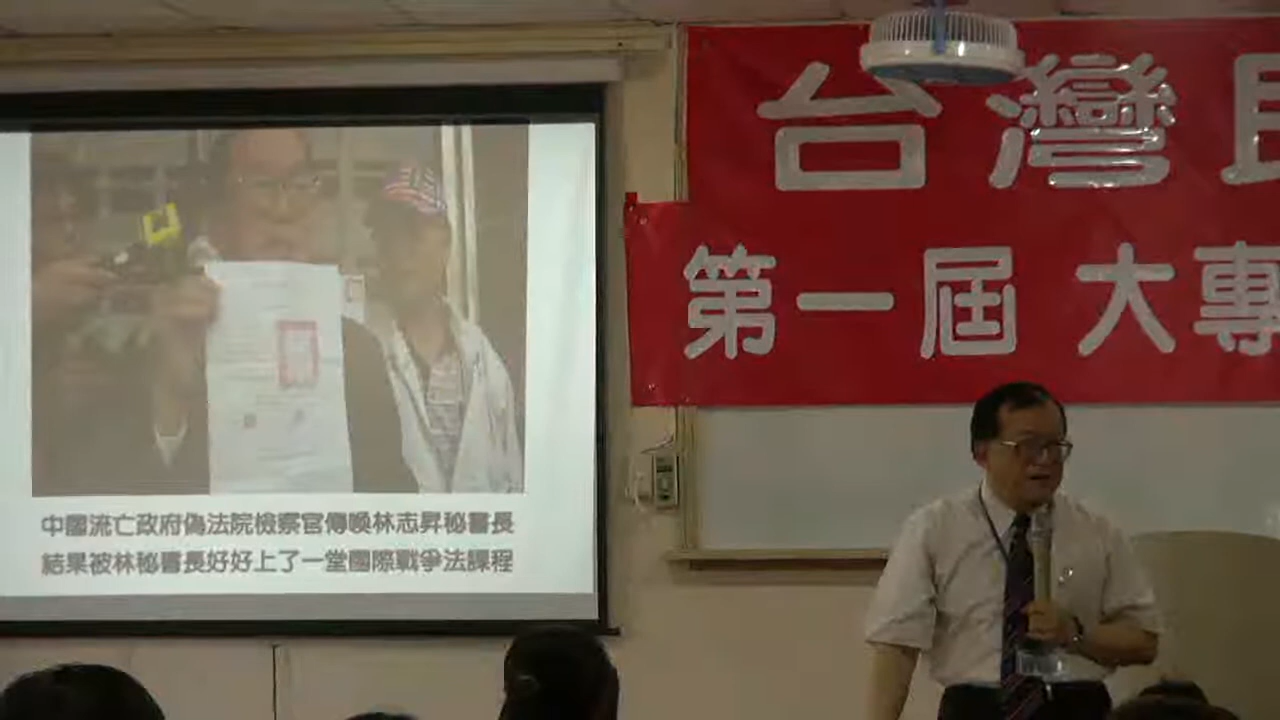 中國流亡政府偽法院檢察官傳喚林志昇秘書長
結果被林秘書長好好上了一堂國際戰爭法課程
台灣
第一屆 大專